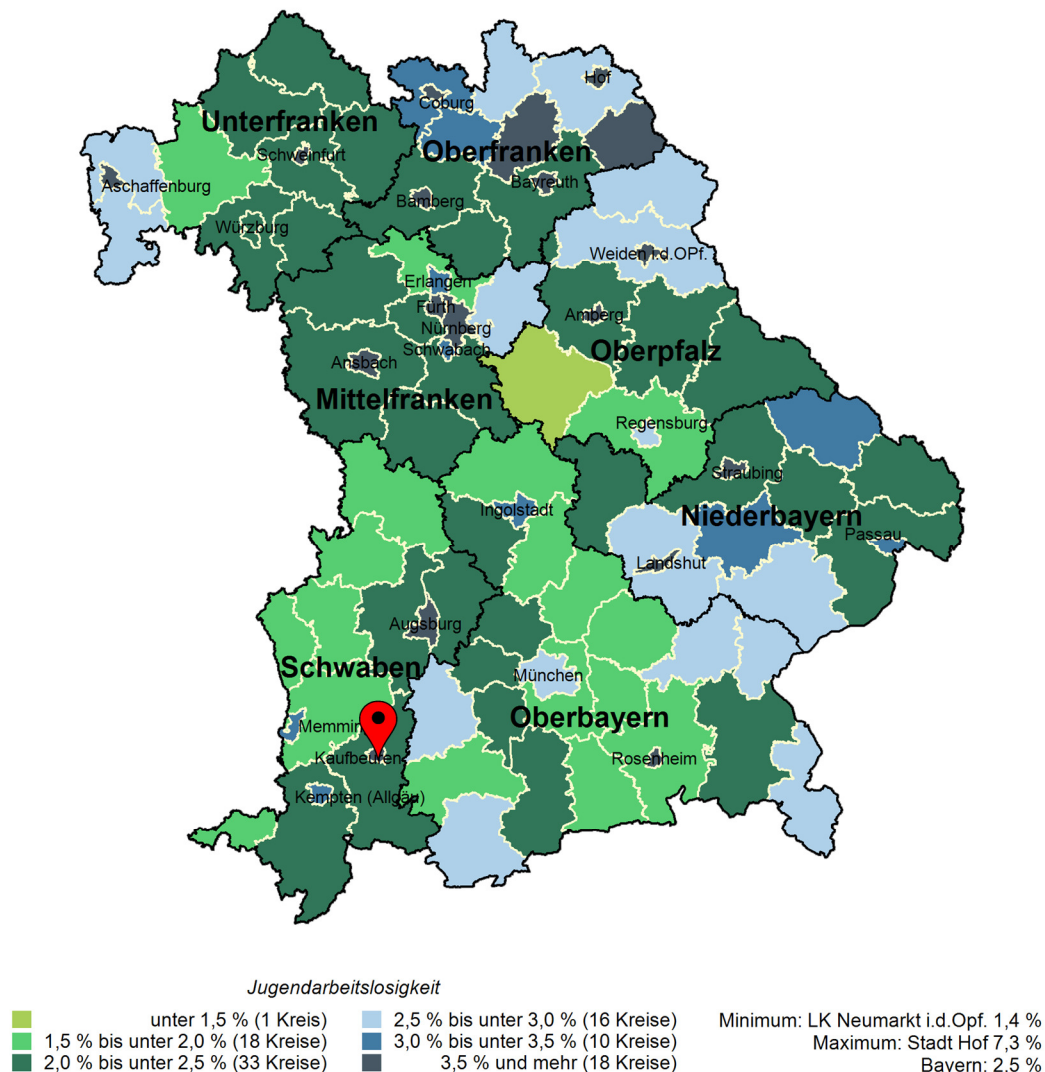 Unterfranken
Schweinfurt
Coburg
Hof
Oberfranken
Aschaffenburg
Bayreuth
Bamberg
Würzburg
Weiden i.d.OPf.
Erlangen
Fürth
Nürnberg
Amberg
Schwabach
Oberpfalz
Ansbach
Mittelfranken
Regensburg
Straubing
Ingolstadt
Niederbayern
Passau
Landshut
Augsburg
Schwaben
München
Oberbayern
Memmin
Kaufbeuren
Rosenheim
Kempten (Allgäu)
Jugendarbeitslosigkeit
unter 1,5 % (1 Kreis)
1,5 % bis unter 2,0 % (18 Kreise)
2,0 % bis unter 2,5 % (33 Kreise)
2,5 % bis unter 3,0 % (16 Kreise)
3,0 % bis unter 3,5 % (10 Kreise)
3,5 % und mehr (18 Kreise)
Minimum: LK Neumarkt i.d.Opf. 1,4 %
Maximum: Stadt Hof 7,3 %
Bayern: 2,5 %